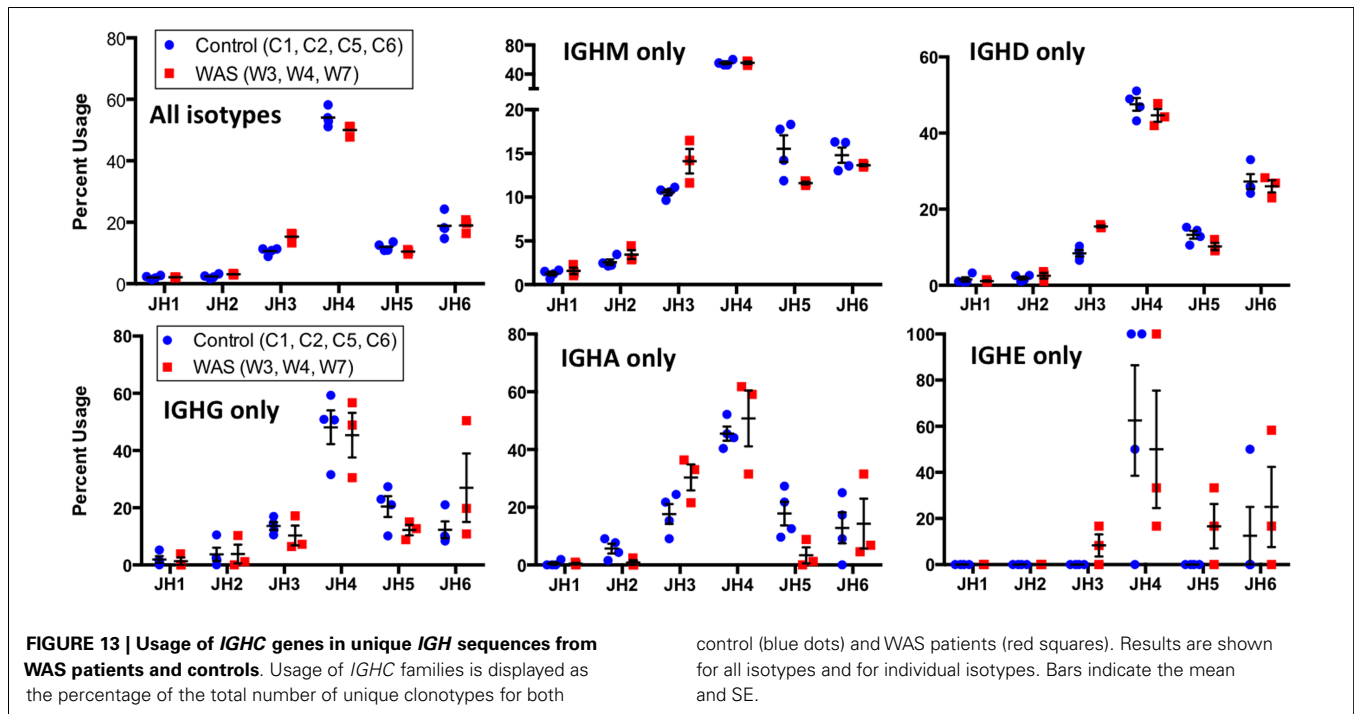 80
60
40
20
0
Percent Usage
Control (C1, C2, C5, C6)
WAS (W3, W4, W7)
All isotypes
JH1 JH2 JH3 JH4 JH5 JH6
80
60
40
20
15
10
5
0
IGHM only
JH1 JH2 JH3 JH4 JH5 JH6
60
40
20
0
IGHD only
JH1 JH2 JH3 JH4 JH5 JH6
80
60
40
20
0
Percent Usage
Control (C1, C2, C5, C6)
WAS (W3, W4, W7)
IGHG only
JH1 JH2 JH3 JH4 JH5 JH6
80
60
40
20
0
IGHA only
JH1 JH2 JH3 JH4 JH5 JH6
100
80
60
40
20
0
IGHE only
JH1 JH2 JH3 JH4 JH5 JH6
FIGURE 13 | Usage of IGHC genes in unique IGH sequences from
WAS patients and controls. Usage of IGHC families is displayed as
the percentage of the total number of unique clonotypes for both
control (blue dots) and WAS patients (red squares). Results are shown
for all isotypes and for individual isotypes. Bars indicate the mean
and SE.